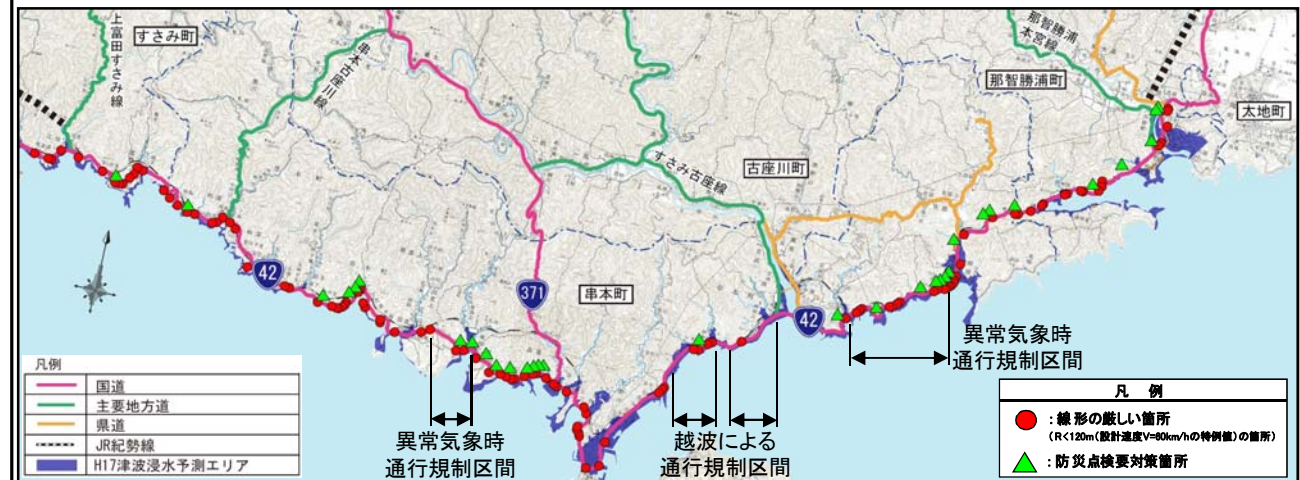 上富田すさみ線
すさみ町
串本古座川線
那智勝浦
本宮線
那智勝浦町
太地町
すさみ古座線
古座川町
42
371
串本町
42
異常気象時
通行規制区間
異常気象時
通行規制区間
越波による
通行規制区間
凡例
国道
主要地方道
県道
JR紀勢線
H17津波浸水予測エリア
凡 例
:線形の厳しい箇所
(R<120m(設計速度V=60km/hの特例値)の箇所)
:防災点検要対策箇所